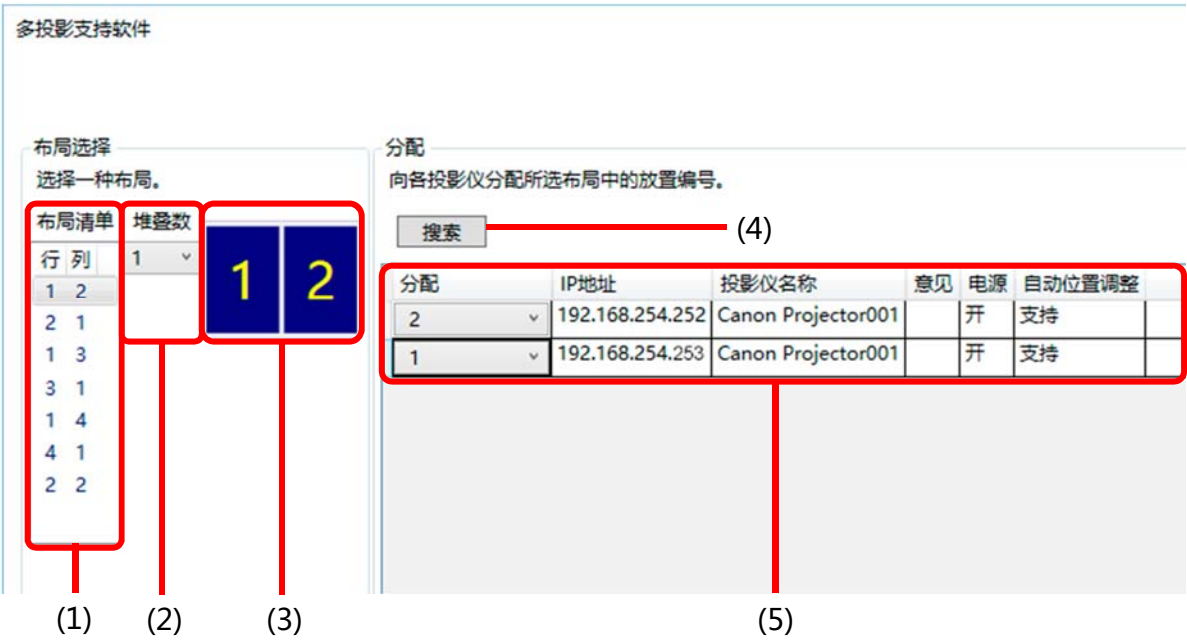 多投影支持软件
布局选择
选择一种布局。
布局清单 堆叠数
行 列
1
1 2
2 1
1 3
3 1
1 4
4 1
2 2
1 2
分配
向各投影仪分配所选布局中的放置编号。
搜索
(4)
分配 IP地址 投影仪名称 意见 电源 自动位置调整
2 192.168.254.252 Canon Projector001 开 支持
1 192.168.254.253 Canon Projector001 开 支持
(1) (2) (3) (5)